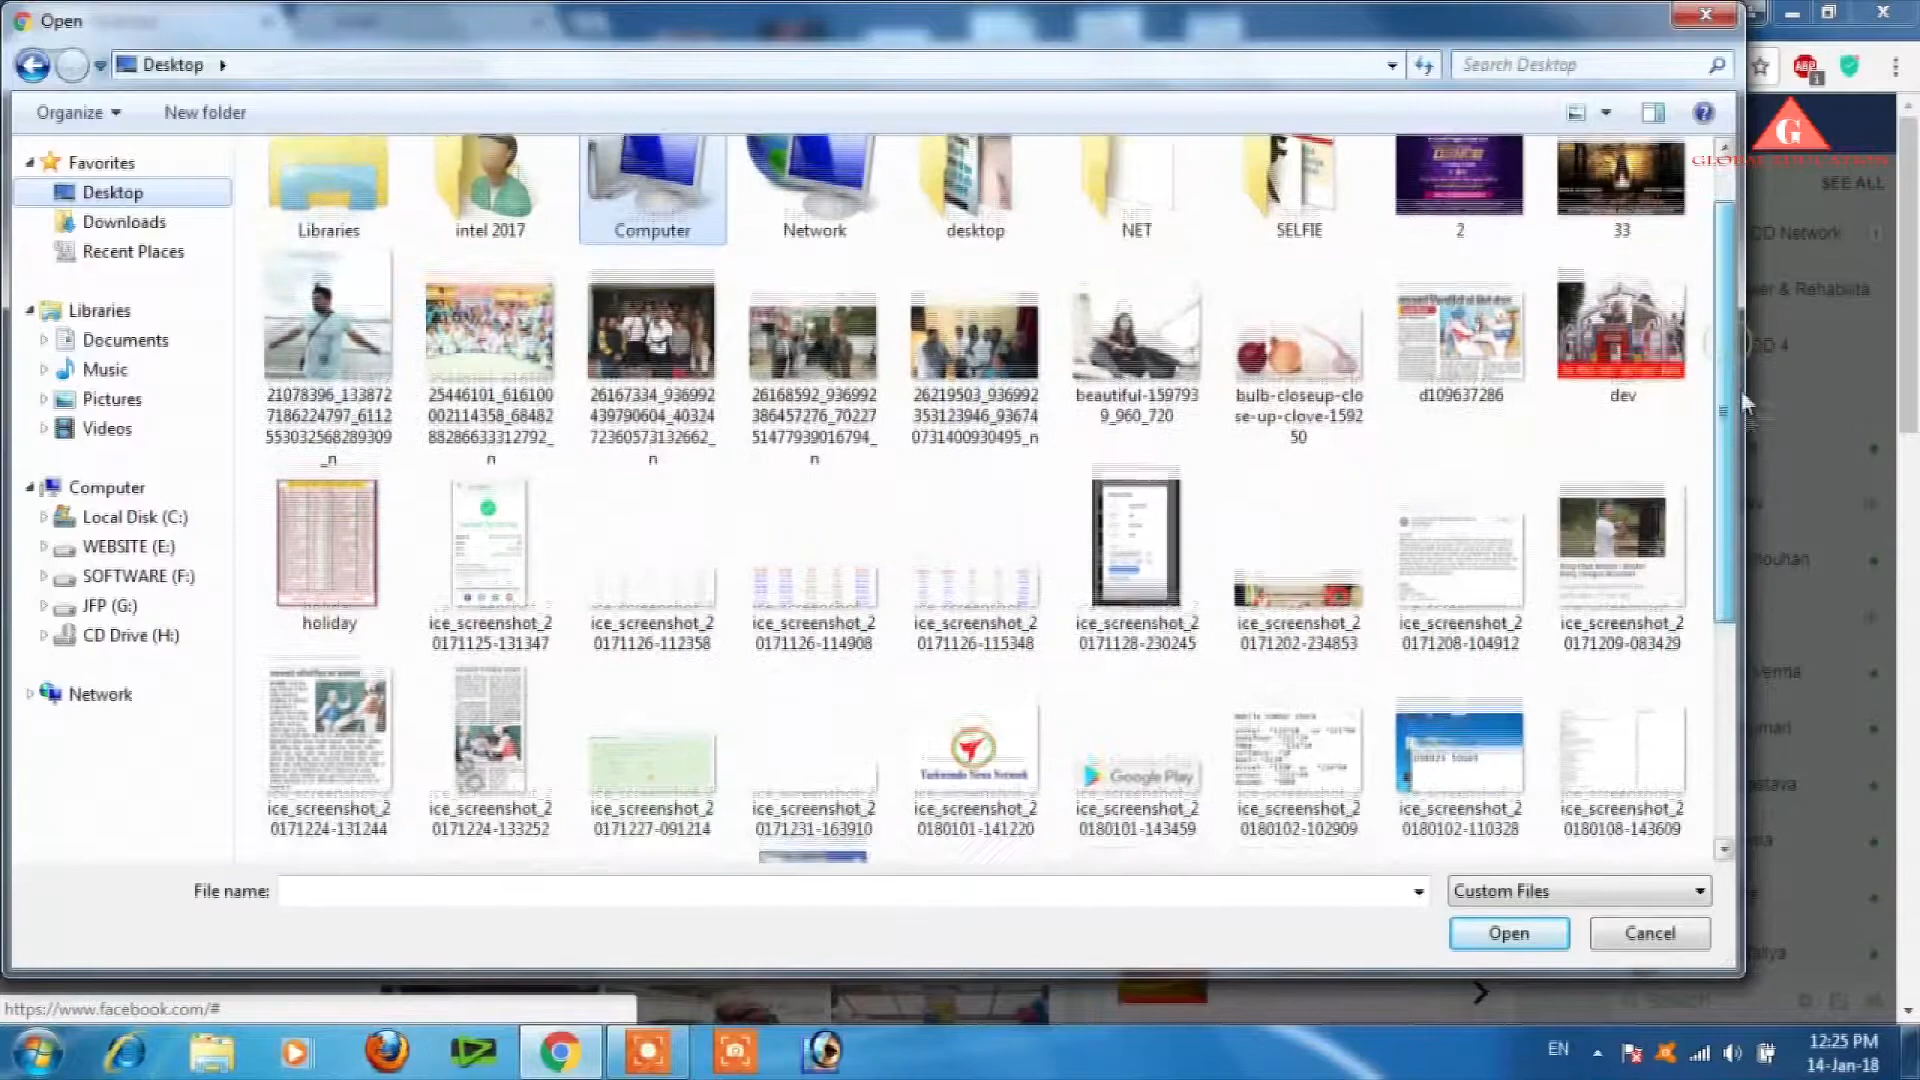 Open
Desktop
Search Desktop
Organize
New folder
ABP
1
G
GLOBAL EDUCATION
SEE ALL
Favorites
Desktop
Downloads
Recent Places
Libraries
Documents
Music
Pictures
Videos
Computer
Local Disk (C:)
WEBSITE (E:)
SOFTWARE (F:)
JFP (G:)
CD Drive (H:)
Network
Libraries
intel 2017
Computer
Network
desktop
NET
SELFIE
2
33
21078396_133872
7186224797_6112
553032568289309
_n
25446101_616100
002114358_68482
88286633312792_
n
26167334_936992
439790604_40324
72360573132662_
n
26168592_936992
386457276_70227
51477939016794_
n
26219503_936992
353123946_93674
0731400930495_n
beautiful-159793
9_960_720
bulb-closeup-clo
se-up-clove-1592
50
d109637286
dev
holiday
ice_screenshot_2
0171125-131347
ice_screenshot_2
0171126-112358
ice_screenshot_2
0171126-114908
ice_screenshot_2
0171126-115348
ice_screenshot_2
0171128-230245
ice_screenshot_2
0171202-234853
ice_screenshot_2
0171208-104912
ice_screenshot_2
0171209-083429
Taekwondo News Network
Google Play
ice_screenshot_2
0171224-131244
ice_screenshot_2
0171224-133252
ice_screenshot_2
0171227-091214
ice_screenshot_2
0171231-163910
ice_screenshot_2
0180101-141220
ice_screenshot_2
0180101-143459
ice_screenshot_2
0180102-102909
ice_screenshot_2
0180102-110328
ice_screenshot_2
0180108-143609
File name:
Custom Files
Open
Cancel
https://www.facebook.com/#
EN
12:25 PM
14-Jan-18